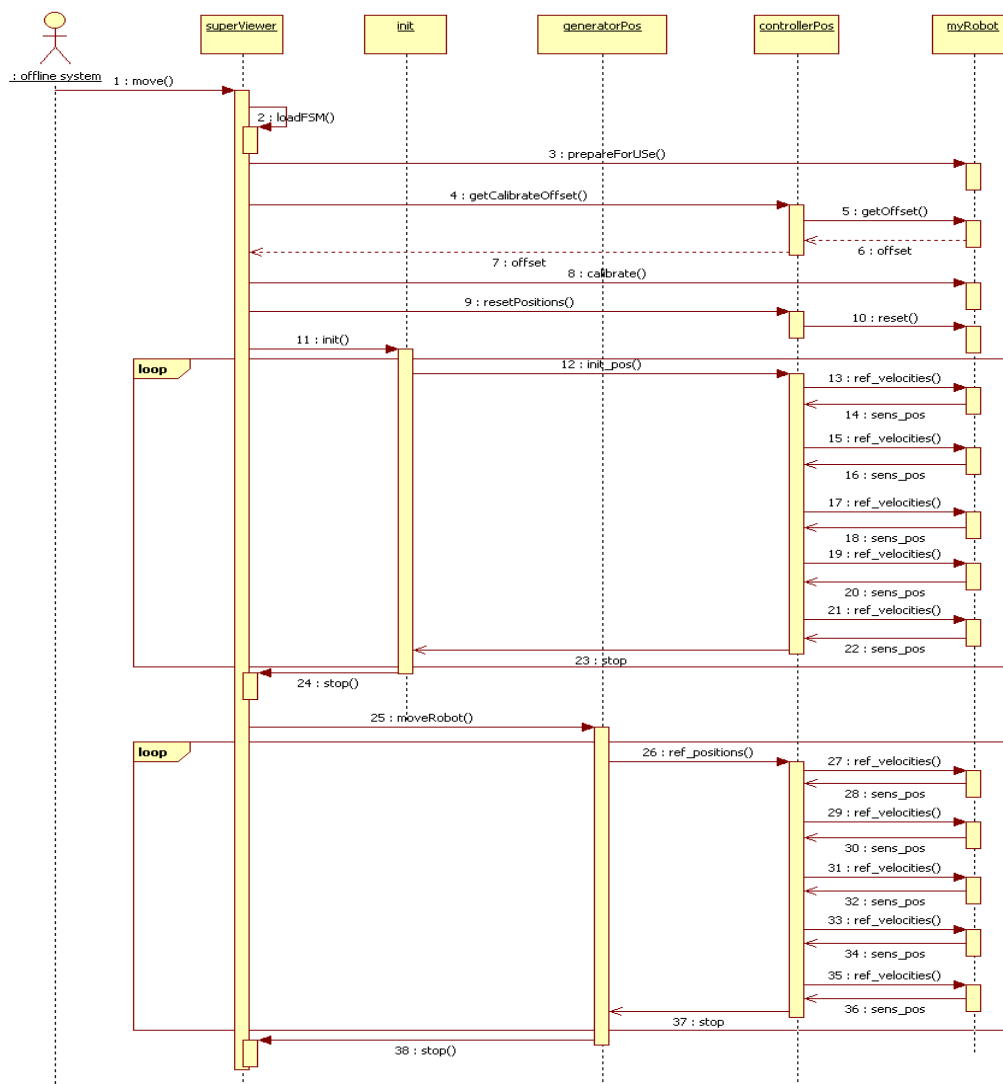 superViewer
init
generatorPos
controllerPos
myRobot
: offline system
1 : move()
2 : loadFSM()
3 : prepareForUSe()
4 : getCalibrateOffset()
5 : getOffset()
6 : offset
7 : offset
8 : calibrate()
9 : resetPositions()
10 : reset()
11 : init()
loop
12 : init_pos()
13 : ref_velocities()
14 : sens_pos
15 : ref_velocities()
16 : sens_pos
17 : ref_velocities()
18 : sens_pos
19 : ref_velocities()
20 : sens_pos
21 : ref_velocities()
22 : sens_pos
23 : stop
24 : stop()
25 : moveRobot()
loop
26 : ref_positions()
27 : ref_velocities()
28 : sens_pos
29 : ref_velocities()
30 : sens_pos
31 : ref_velocities()
32 : sens_pos
33 : ref_velocities()
34 : sens_pos
35 : ref_velocities()
36 : sens_pos
37 : stop
38 : stop()